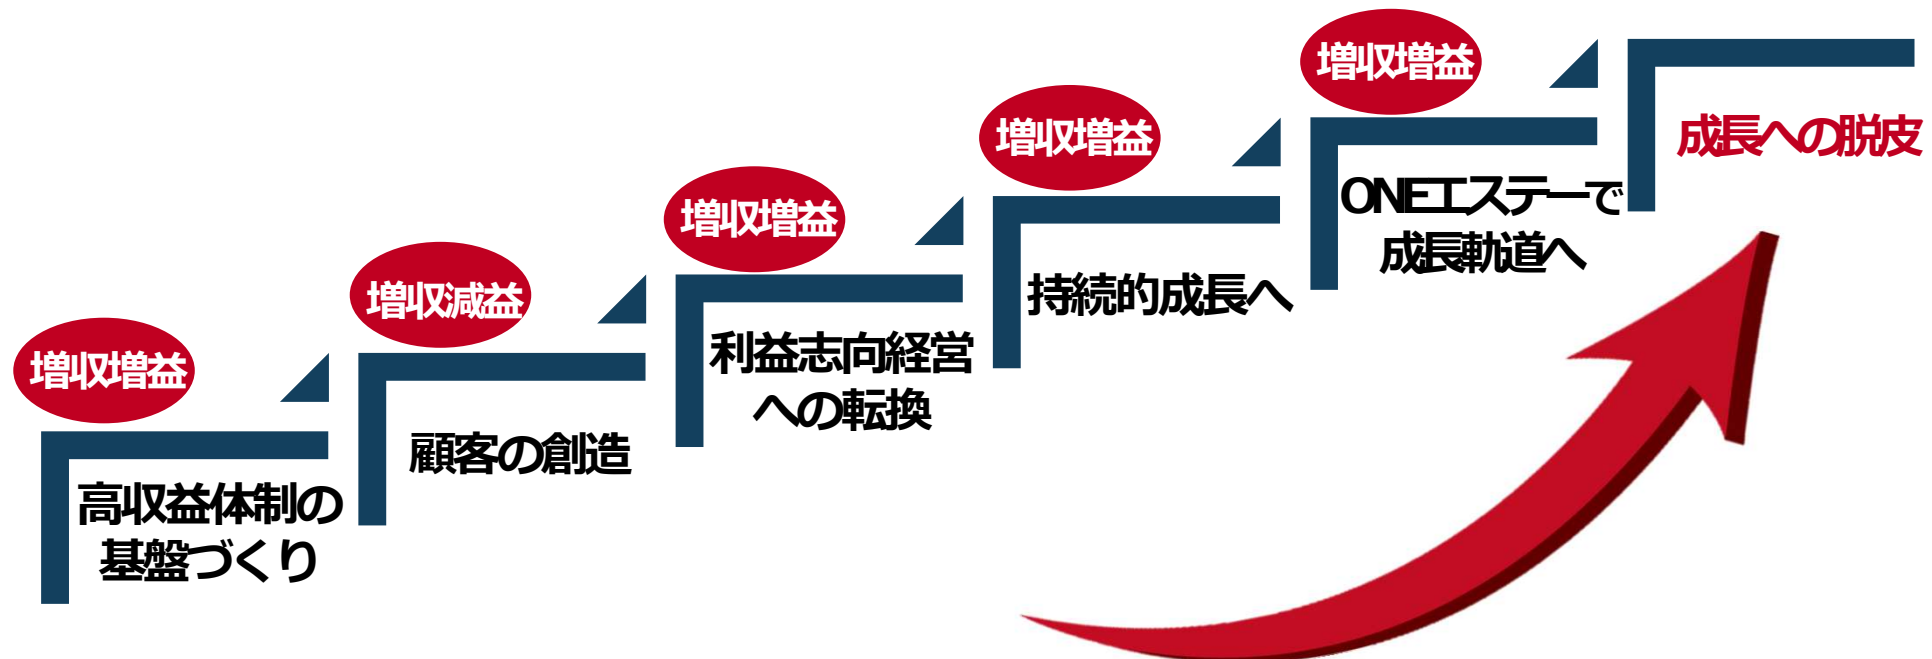 増収増益
高収益体制の
基盤づくり
増収減益
顧客の創造
増収増益
利益志向経営
への転換
増収増益
持続的成長へ
増収増益
ONEエステーで
成長軌道へ
成長への脱皮